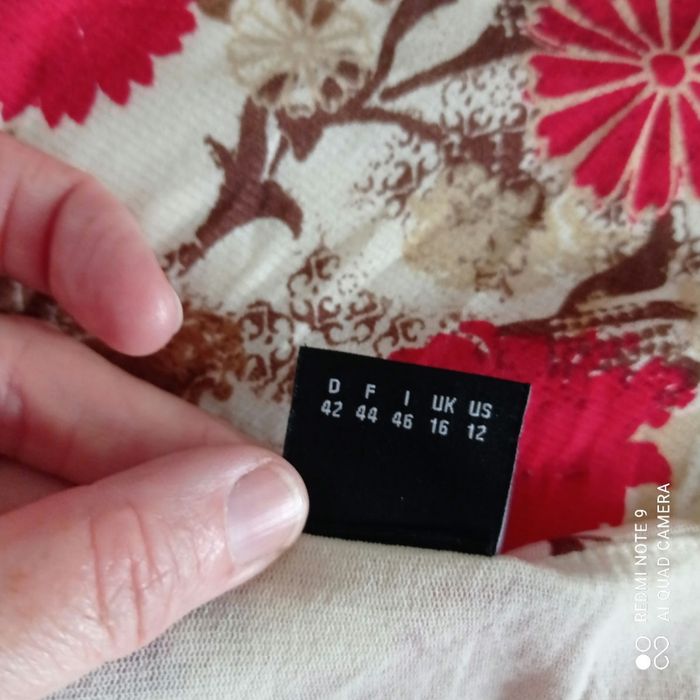 D F I UK US
42 44 46 16 12
REDMI NOTE 9
AI QUAD CAMERA